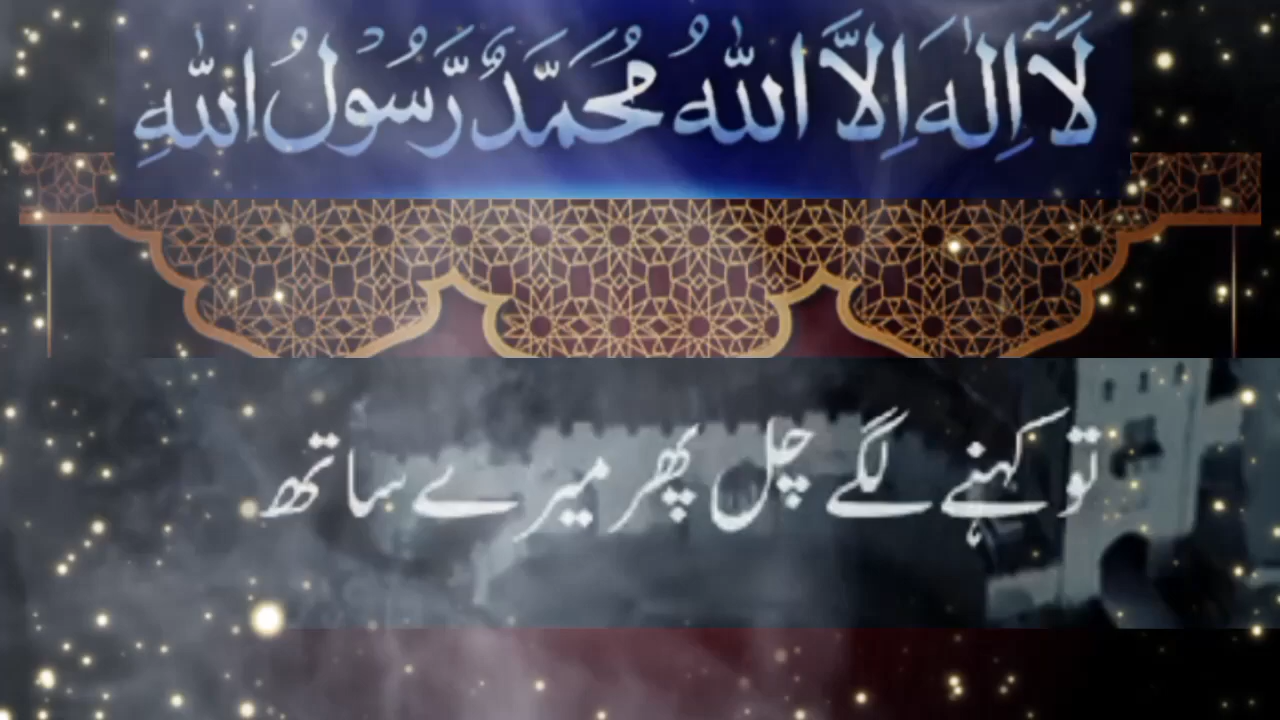 لَآ اِلٰهَ اِلَّا اللّٰهُ مُحَمَّدٌ رَّسُوْلُ اللّٰهِ
تو کہنے لگے چل پھر میرے ساتھ